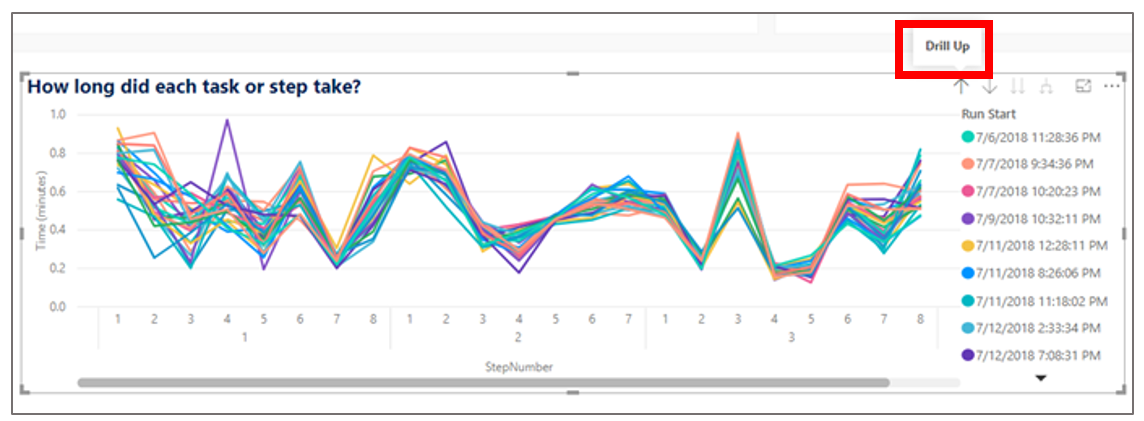 Drill Up
How long did each task or step take?
Run Start
1.0
0.8
0.6
0.4
0.2
0.0
Time (minutes)
7/6/2018 11:28:36 PM
7/7/2018 9:34:36 PM
7/7/2018 10:20:23 PM
7/9/2018 10:32:11 PM
7/11/2018 12:28:11 PM
7/11/2018 8:26:06 PM
7/11/2018 11:18:02 PM
7/12/2018 2:33:34 PM
7/12/2018 7:08:31 PM
1 2 3 4 5 6 7 8 1 2 3 4 5 6 7 1 2 3 4 5 6 7 8
1 2 3
StepNumber